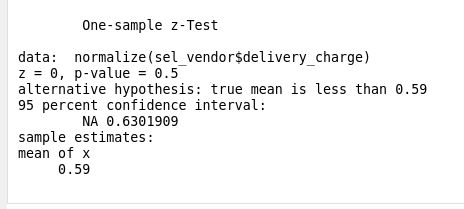 One-sample z-Test
data:  normalize(sel_vendor$delivery_charge)
z = 0, p-value = 0.5
alternative hypothesis: true mean is less than 0.59
95 percent confidence interval:
NA 0.6301909
sample estimates:
mean of x
0.59